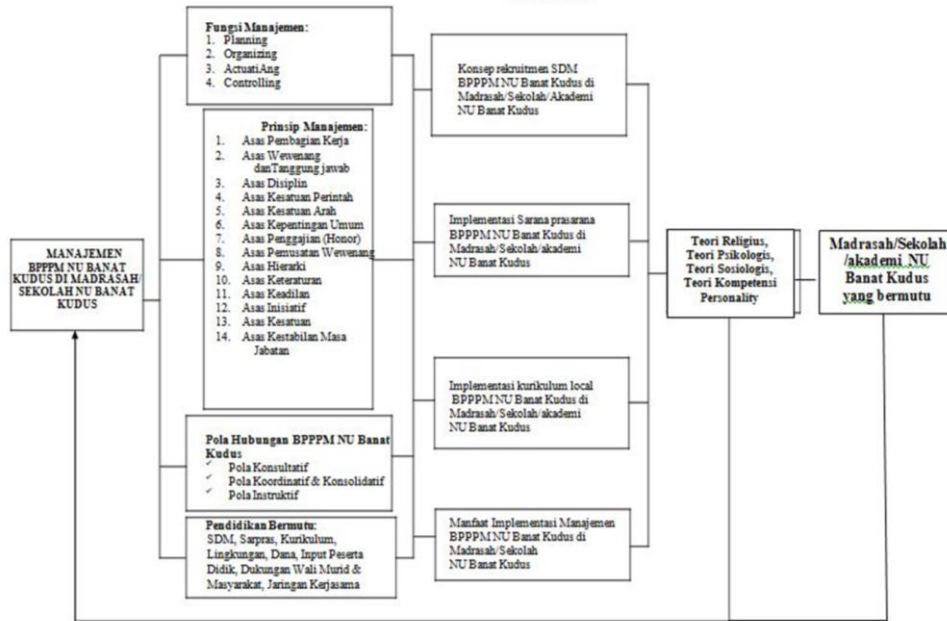 MANAJEMEN
BPPPM NU BANAT
KUDUS DI MADRASAH/
SEKOLAH NU BANAT
KUDUS
Fungsi Manajemen:
1. Planning
2. Organizing
3. ActuatiAng
4. Controlling
Prinsip Manajemen:
1. Asas Pembagian Kerja
2. Asas Wewenang
danTanggung jawab
3. Asas Disiplin
4. Asas Kesatuan Perintah
5. Asas Kesatuan Arah
6. Asas Kepentingan Umum
7. Asas Penggajian (Honor)
8. Asas Pemusatan Wewenang
9. Asas Hierarki
10. Asas Keteraturan
11. Asas Keadilan
12. Asas Inisiatif
13. Asas Kesatuan
14. Asas Kestabilan Masa
Jabatan
Pola Hubungan BPPPM NU Banat
Kudus
✓ Pola Konsultatif
✓ Pola Koordinatif & Konsolidatif
✓ Pola Instruktif
Pendidikan Bermutu:
SDM, Sarpras, Kurikulum,
Lingkungan, Dana, Input Peserta
Didik, Dukungan Wali Murid &
Masyarakat, Jaringan Kerjasama
Konsep rekruitmen SDM
BPPPM NU Banat Kudus di
Madrasah/Sekolah/Akademi
NU Banat Kudus
Implementasi Sarana prasarana
BPPPM NU Banat Kudus di
Madrasah/Sekolah/akademi
NU Banat Kudus
Implementasi kurikulum local
BPPPM NU Banat Kudus di
Madrasah/Sekolah/akademi
NU Banat Kudus
Manfaat Implementasi Manajemen
BPPPM NU Banat Kudus di
Madrasah/Sekolah
NU Banat Kudus
Teori Religius,
Teori Psikologis,
Teori Sosiologis,
Teori Kompetensi
Personality
Madrasah/Sekolah
/akademi NU
Banat Kudus
yang bermutu